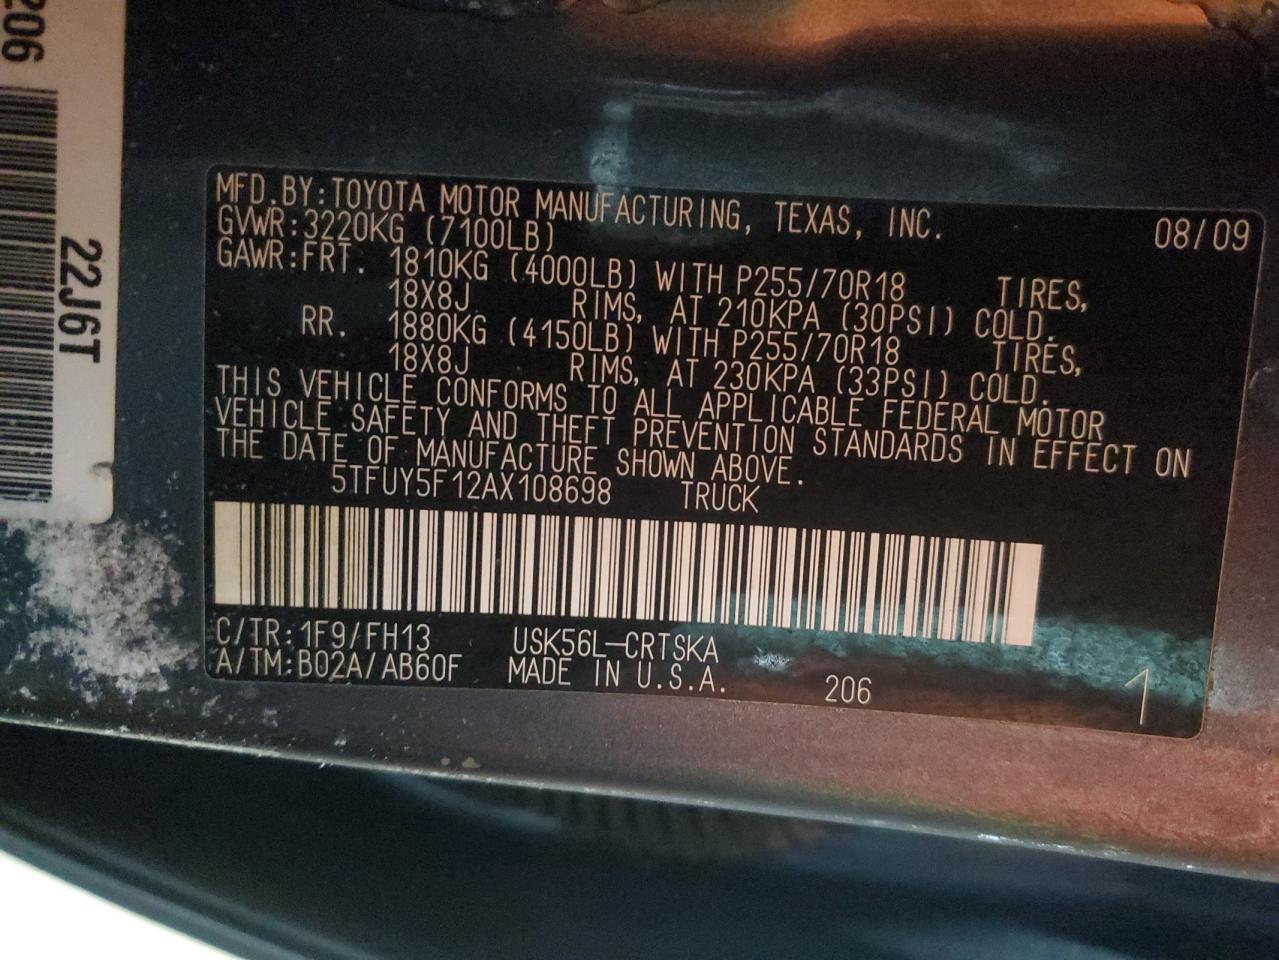 206
22J6T
MFD.BY:TOYOTA MOTOR MANUFACTURING, TEXAS, INC. 08/09
GVWR:3220KG (7100LB)
GAWR:FRT. 1810KG (4000LB) WITH P255/70R18 TIRES,
18X8J RIMS, AT 210KPA (30PSI) COLD.
RR. 1880KG (4150LB) WITH P255/70R18 TIRES,
18X8J RIMS, AT 230KPA (33PSI) COLD.
THIS VEHICLE CONFORMS TO ALL APPLICABLE FEDERAL MOTOR
VEHICLE SAFETY AND THEFT PREVENTION STANDARDS IN EFFECT ON
THE DATE OF MANUFACTURE SHOWN ABOVE.
5TFUY5F12AX108698 TRUCK
C/TR:1F9/FH13 USK56L-CRTSKA
A/TM:B02A/AB60F MADE IN U.S.A. 206 1